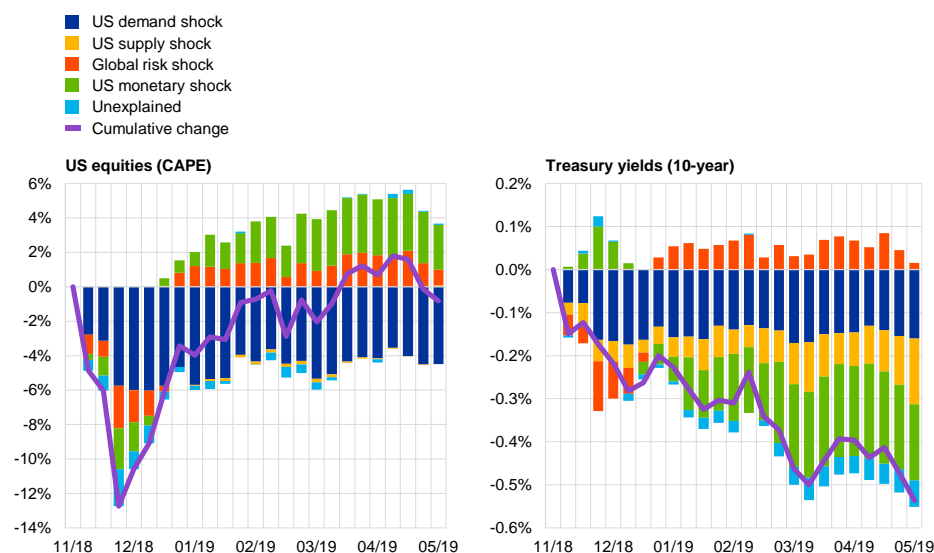 US demand shock
US supply shock
Global risk shock
US monetary shock
Unexplained
Cumulative change
US equities (CAPE)
6%
4%
2%
0%
-2%
-4%
-6%
-8%
-10%
-12%
-14%
11/18 12/18 01/19 02/19 03/19 04/19 05/19
Treasury yields (10-year)
0.2%
0.1%
0.0%
-0.1%
-0.2%
-0.3%
-0.4%
-0.5%
-0.6%
11/18 12/18 01/19 02/19 03/19 04/19 05/19